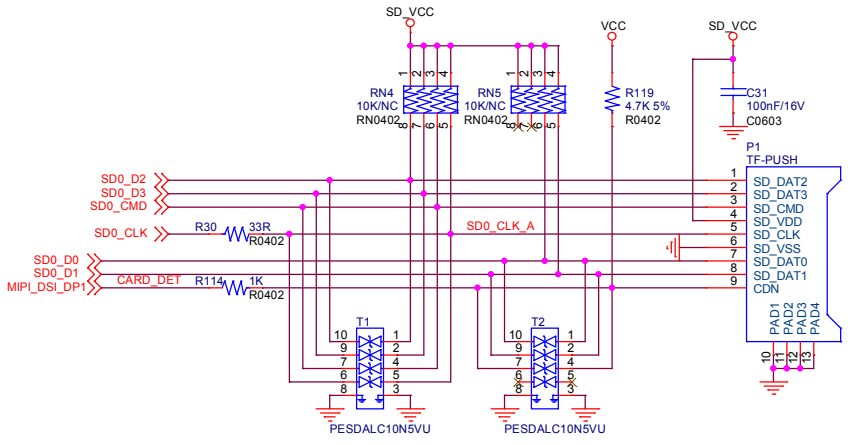 SD_VCC
VCC
SD_VCC
1 2 3 4
1 2 3 4
RN4
10K/NC
RN0402
8 7 6 5
RN5
10K/NC
RN0402
8 7 6 5
R119
4.7K 5%
R0402
C31
100nF/16V
C0603
P1
TF-PUSH
SD0_D2
SD0_D3
SD0_CMD
SD0_CLK
R30
33R
R0402
SD0_CLK_A
SD0_D0
SD0_D1
MIPI_DSI_DP1
CARD_DET
R114
1K
R0402
1 SD_DAT2
2 SD_DAT3
3 SD_CMD
4 SD_VDD
5 SD_CLK
6 SD_VSS
7 SD_DAT0
8 SD_DAT1
9 CDN
PAD1
PAD2
PAD3
PAD4
10
11
12
13
T1
10 1
9 2
7 4
6 5
8 3
PESDALC10N5VU
T2
10 1
9 2
7 4
6 5
8 3
PESDALC10N5VU